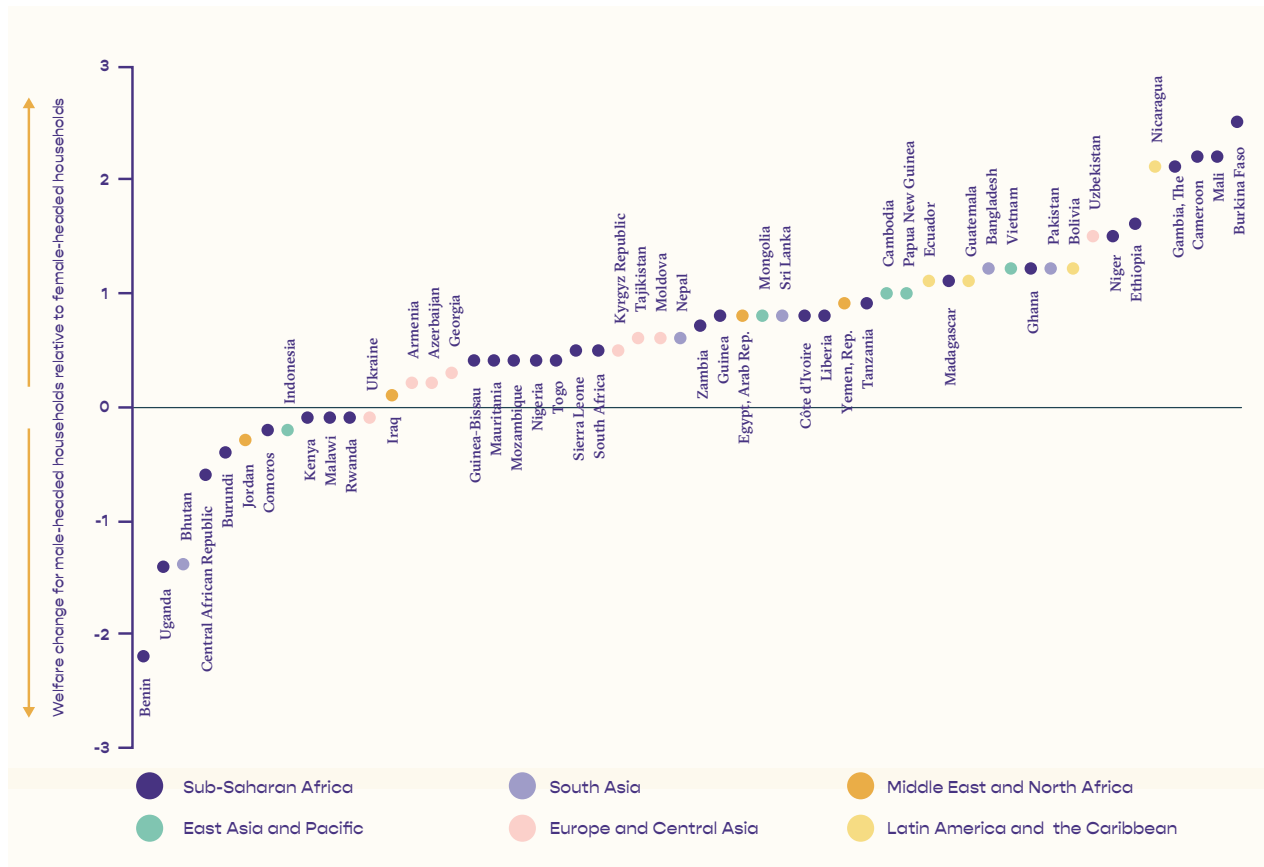 Welfare change for male-headed households relative to female-headed households
3
2
1
0
-1
-2
-3
Benin
Uganda
Bhutan
Central African Republic
Burundi
Jordan
Comoros
Indonesia
Kenya
Malawi
Rwanda
Ukraine
Iraq
Armenia
Azerbaijan
Georgia
Guinea-Bissau
Mauritania
Mozambique
Nigeria
Togo
Sierra Leone
South Africa
Kyrgyz Republic
Tajikistan
Moldova
Nepal
Zambia
Guinea
Egypt, Arab Rep.
Mongolia
Sri Lanka
Côte d'Ivoire
Liberia
Yemen, Rep.
Tanzania
Cambodia
Papua New Guinea
Ecuador
Madagascar
Guatemala
Bangladesh
Vietnam
Ghana
Pakistan
Bolivia
Uzbekistan
Niger
Ethiopia
Nicaragua
Gambia, The
Cameroon
Mali
Burkina Faso
Sub-Saharan Africa
South Asia
Middle East and North Africa
East Asia and Pacific
Europe and Central Asia
Latin America and the Caribbean